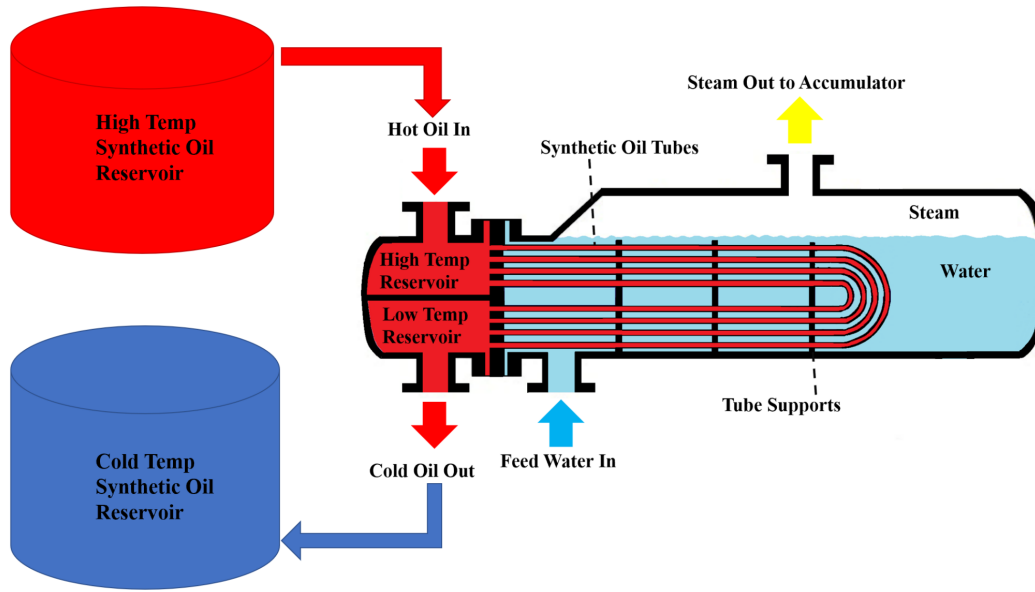 High Temp
Synthetic Oil
Reservoir
Hot Oil In
Steam Out to Accumulator
Synthetic Oil Tubes
Steam
High Temp
Reservoir
Water
Low Temp
Reservoir
Tube Supports
Cold Oil Out
Feed Water In
Cold Temp
Synthetic Oil
Reservoir